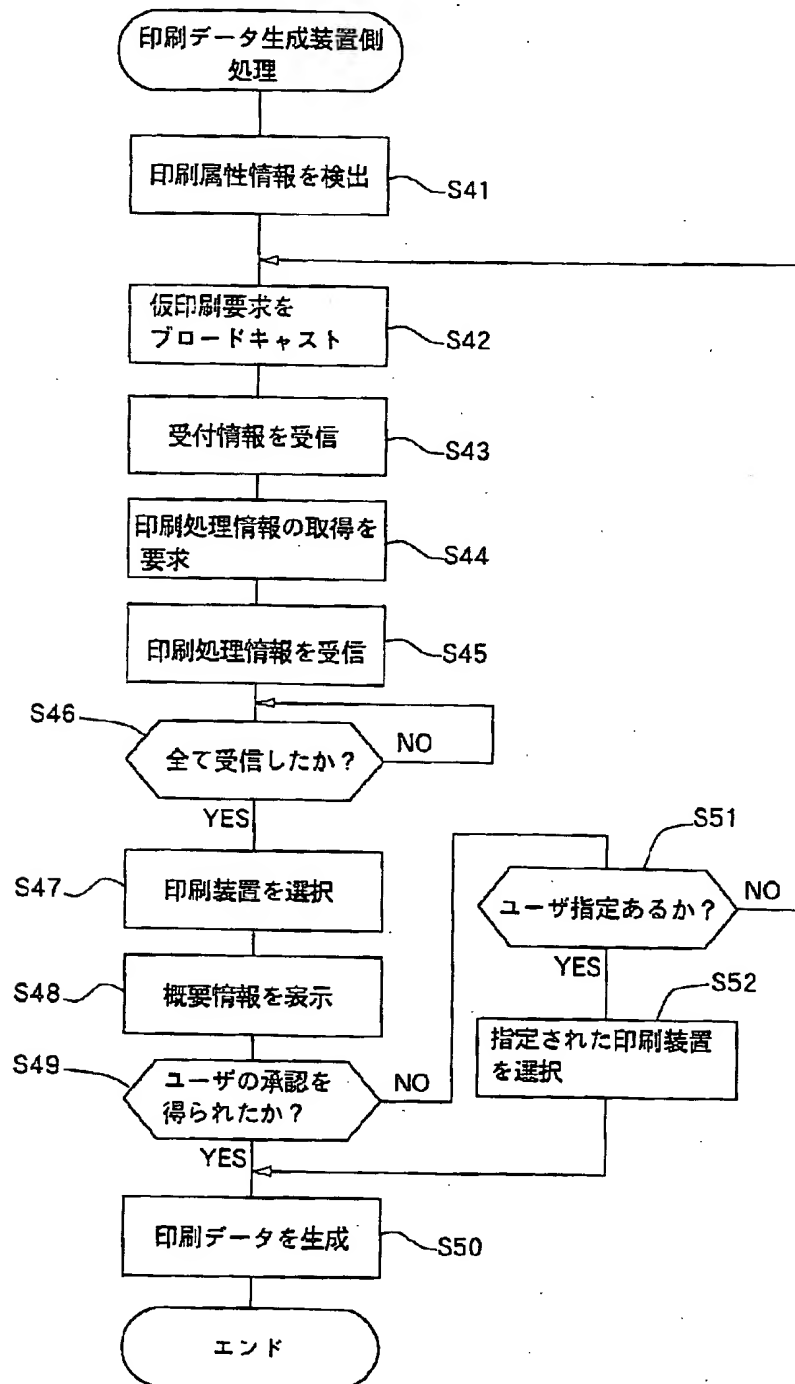 印刷データ生成装置側
処理
印刷属性情報を検出
S41
仮印刷要求を
ブロードキャスト
S42
受付情報を受信
S43
印刷処理情報の取得を
要求
S44
印刷処理情報を受信
S45
S46
全て受信したか？
NO
YES
S47
印刷装置を選択
S48
概要情報を表示
S49
ユーザの承認を
得られたか？
NO
YES
S51
ユーザ指定あるか？
NO
YES
S52
指定された印刷装置
を選択
印刷データを生成
S50
エンド